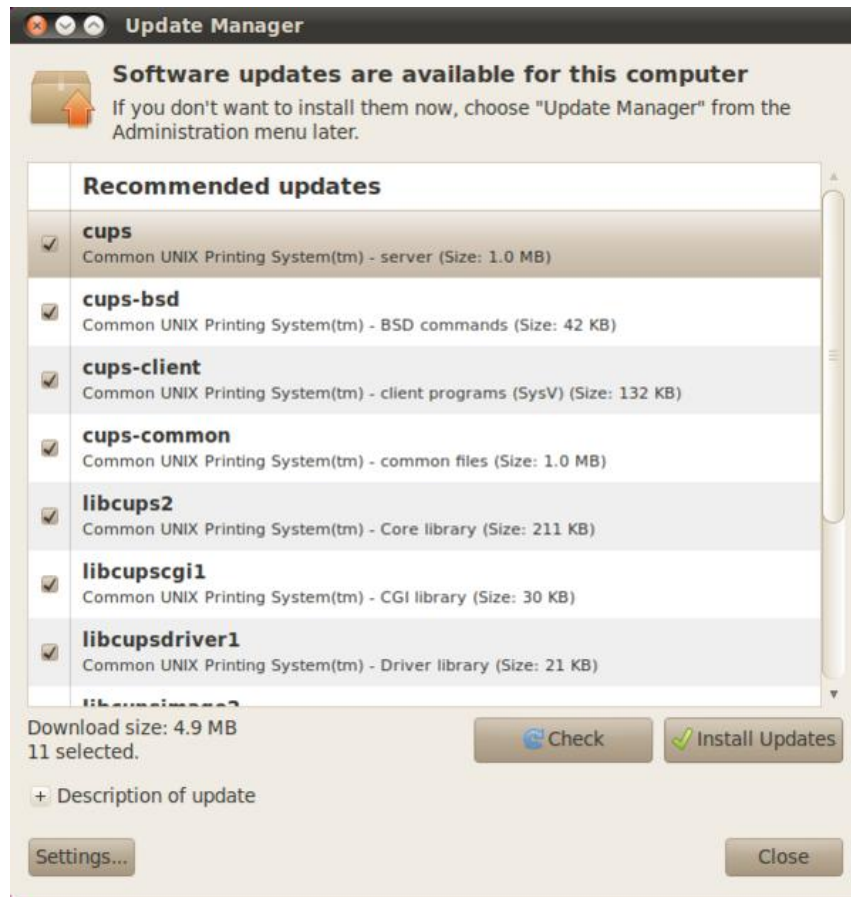 Update Manager
Software updates are available for this computer
If you don't want to install them now, choose "Update Manager" from the
Administration menu later.
Recommended updates
cups
Common UNIX Printing System(tm) - server (Size: 1.0 MB)
cups-bsd
Common UNIX Printing System(tm) - BSD commands (Size: 42 KB)
cups-client
Common UNIX Printing System(tm) - client programs (SysV) (Size: 132 KB)
cups-common
Common UNIX Printing System(tm) - common files (Size: 1.0 MB)
libcups2
Common UNIX Printing System(tm) - Core library (Size: 211 KB)
libcupscgi1
Common UNIX Printing System(tm) - CGI library (Size: 30 KB)
libcupsdriver1
Common UNIX Printing System(tm) - Driver library (Size: 21 KB)
libcupsimage2
Download size: 4.9 MB
11 selected.
Check
Install Updates
+ Description of update
Settings...
Close